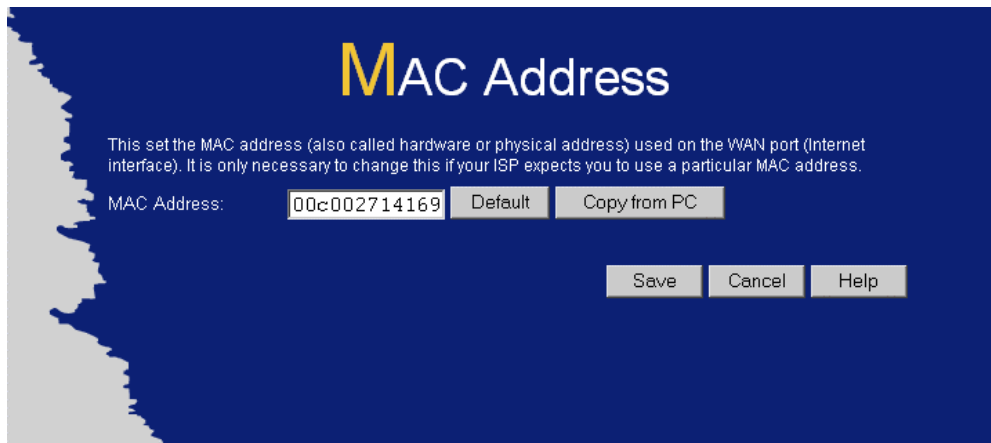 MAC Address
This set the MAC address (also called hardware or physical address) used on the WAN port (Internet
interface). It is only necessary to change this if your ISP expects you to use a particular MAC address.
MAC Address: 00c002714169 Default Copy from PC
Save Cancel Help